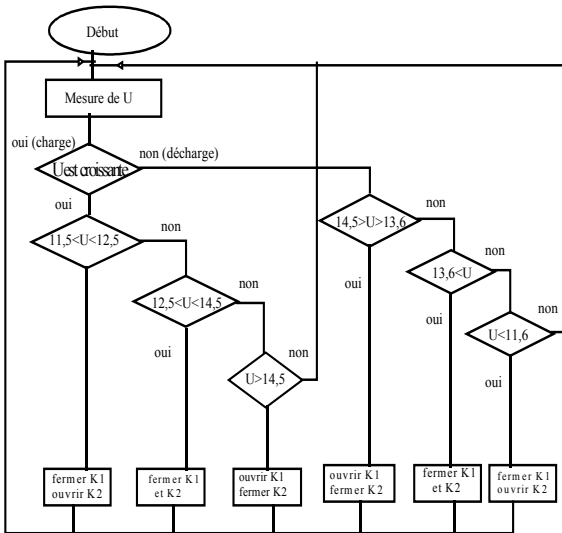 Début
Mesure de U
oui (charge)
non (décharge)
U est croissante
oui
non
11,5<U<12,5
non
12,5<U<14,5
oui
non
U>14,5
14,5>U>13,6
non
oui
13,6<U
non
oui
U<11,6
non
oui
fermer K1
ouvrir K2
fermer K1
et K2
ouvrir K1
fermer K2
ouvrir K1
fermer K2
fermer K1
et K2
fermer K1
ouvrir K2